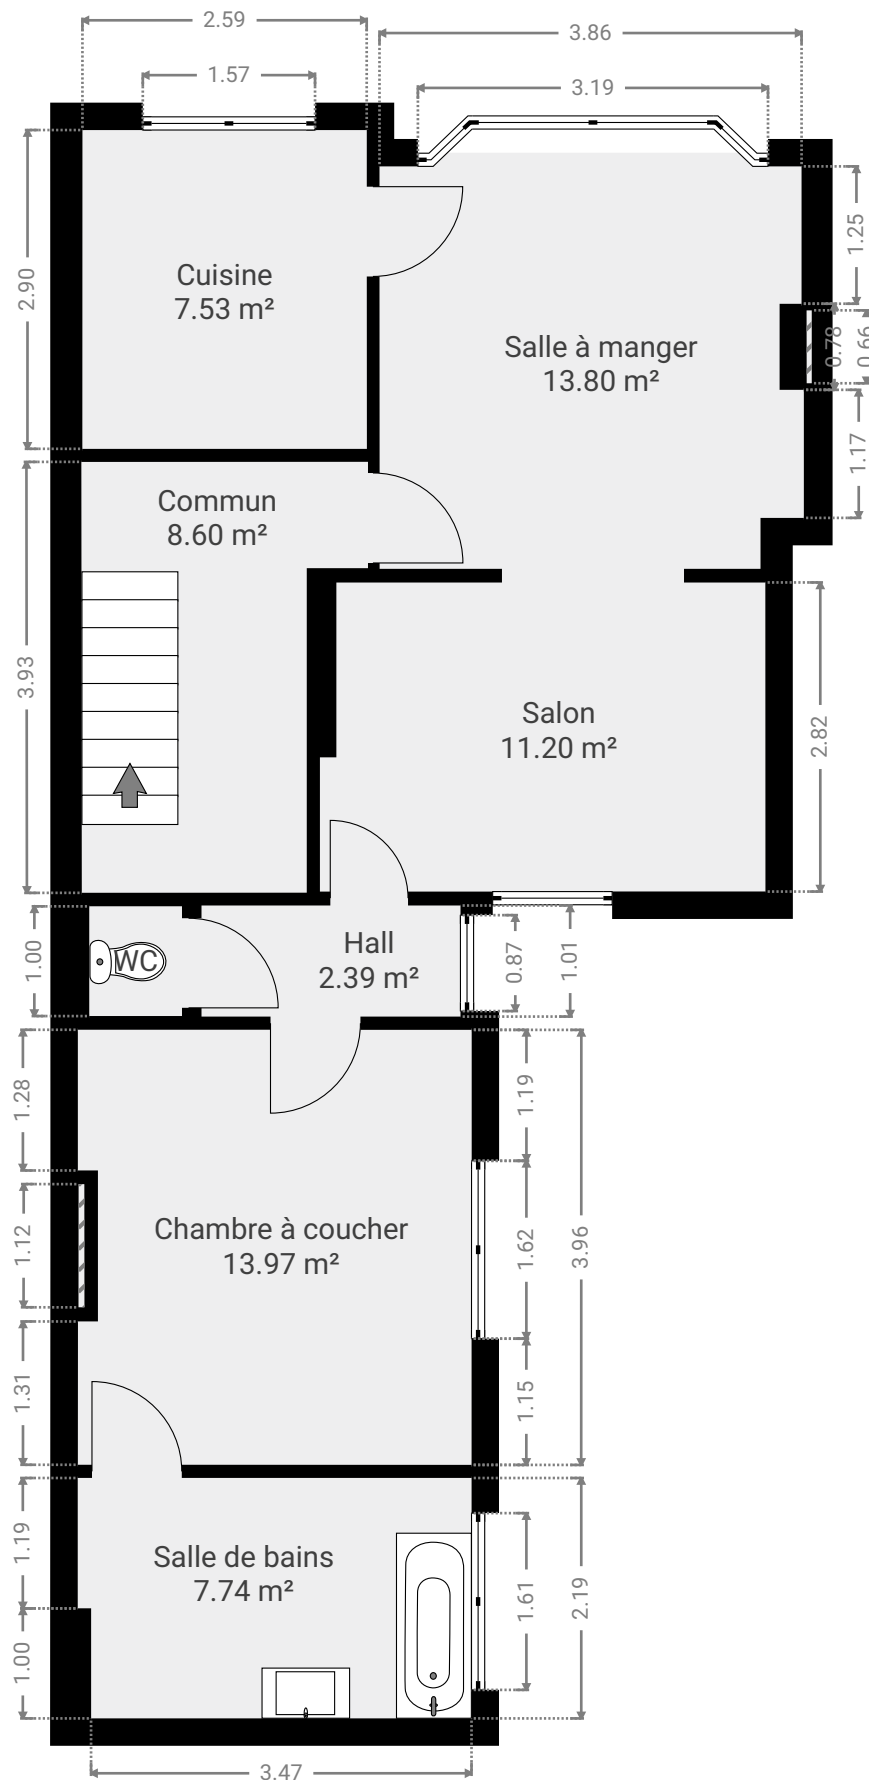 2.59
3.86
1.57
3.19
2.90
Cuisine
7.53 m²
1.25
Salle à manger
13.80 m²
0.78
0.66
1.17
Commun
8.60 m²
3.93
Salon
11.20 m²
2.82
1.00
WC
Hall
2.39 m²
0.87
1.01
1.28
1.19
Chambre à coucher
13.97 m²
1.12
1.62
3.96
1.31
1.15
1.19
Salle de bains
7.74 m²
1.61
2.19
1.00
3.47